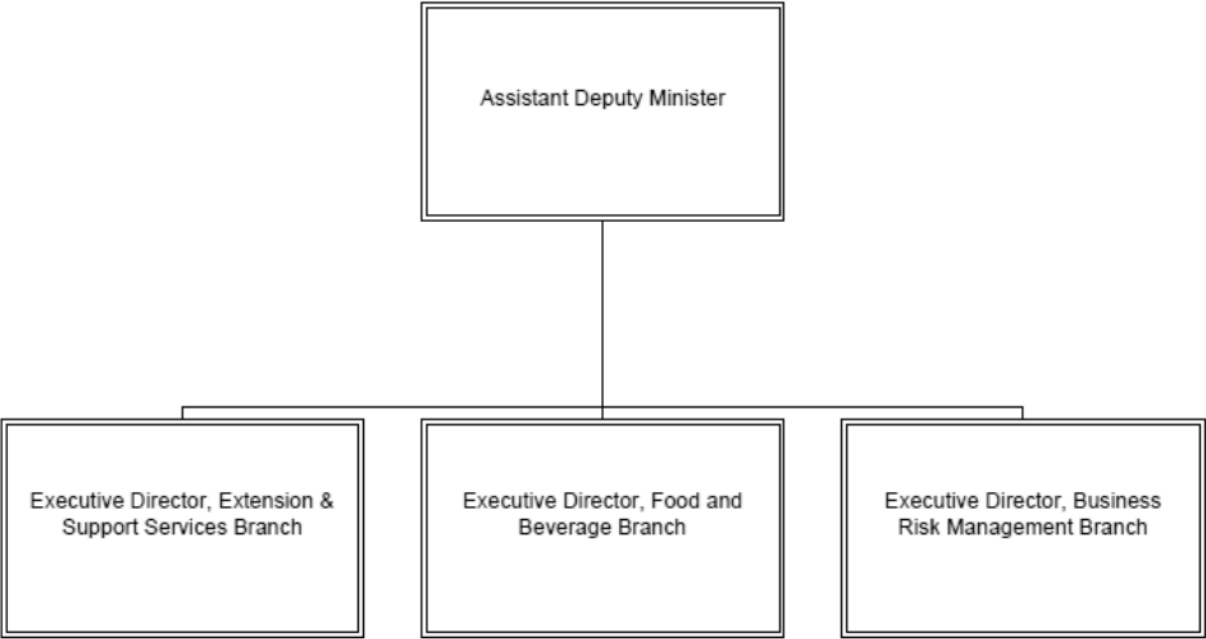 Assistant Deputy Minister
Executive Director, Extension &
Support Services Branch
Executive Director, Food and
Beverage Branch
Executive Director, Business
Risk Management Branch